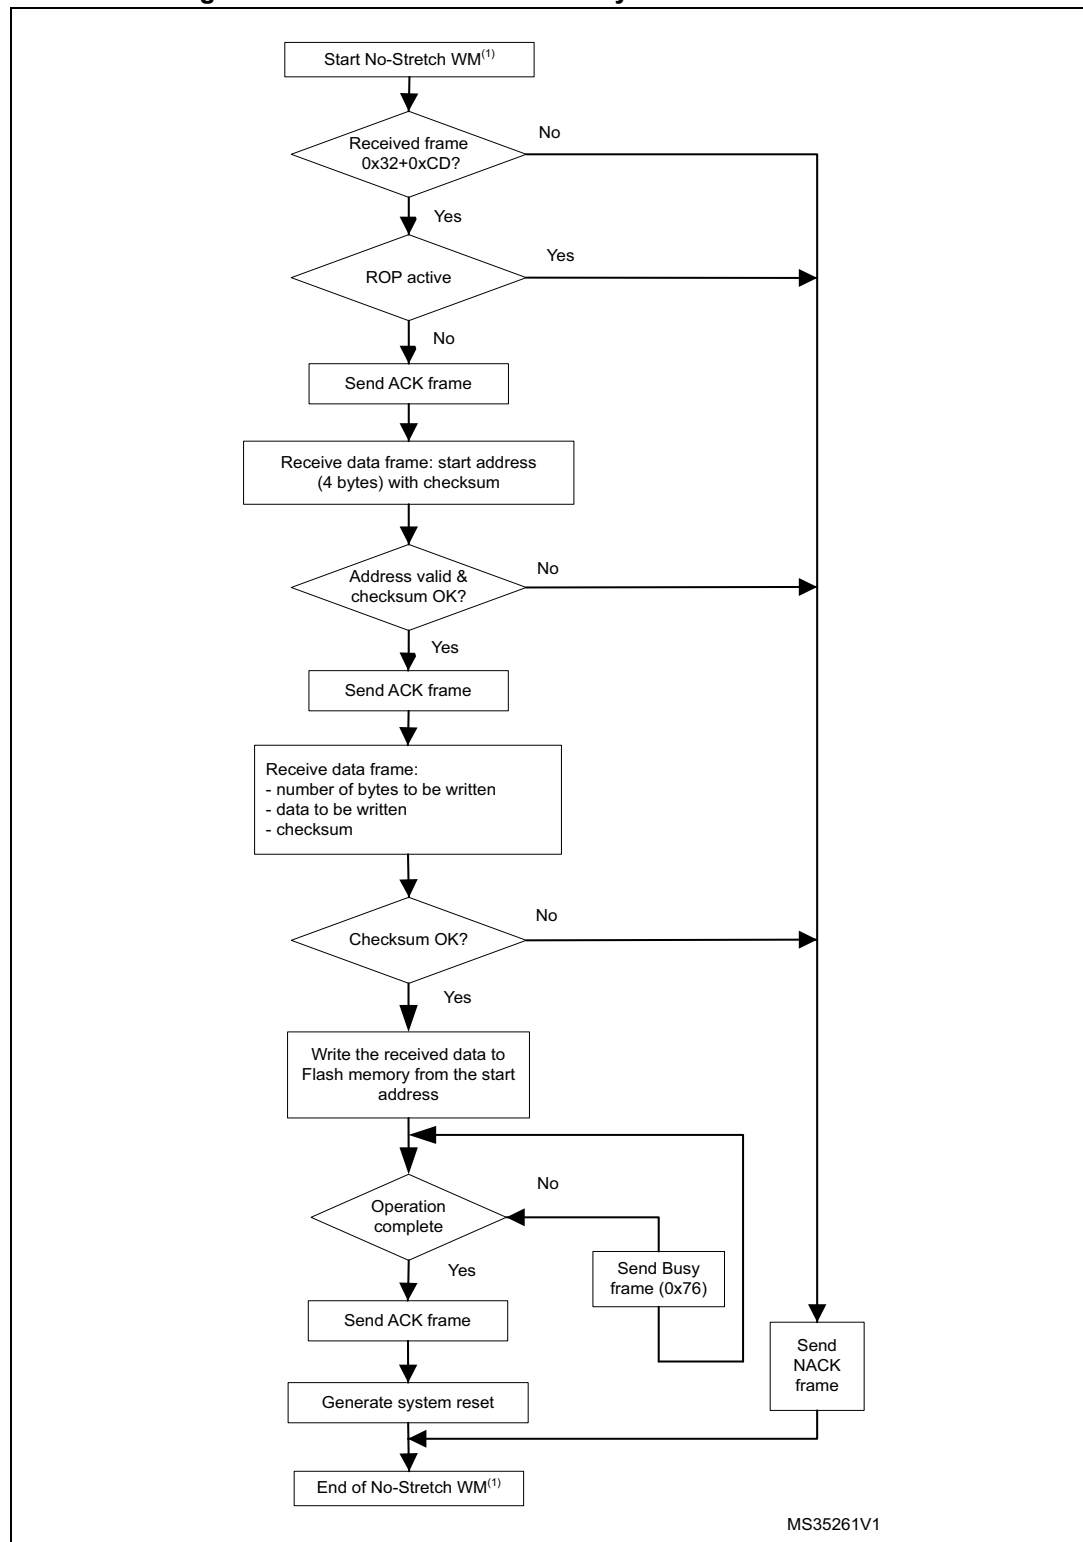 Start No-Stretch WM(1)
No
Received frame
0x32+0xCD?
Yes
Yes
ROP active
No
Send ACK frame
Receive data frame: start address
(4 bytes) with checksum
No
Address valid &
checksum OK?
Yes
Send ACK frame
Receive data frame:
- number of bytes to be written
- data to be written
- checksum
No
Checksum OK?
Yes
Write the received data to
Flash memory from the start
address
No
Operation
complete
Send Busy
frame (0x76)
Yes
Send ACK frame
Send
NACK
frame
Generate system reset
End of No-Stretch WM(1)
MS35261V1